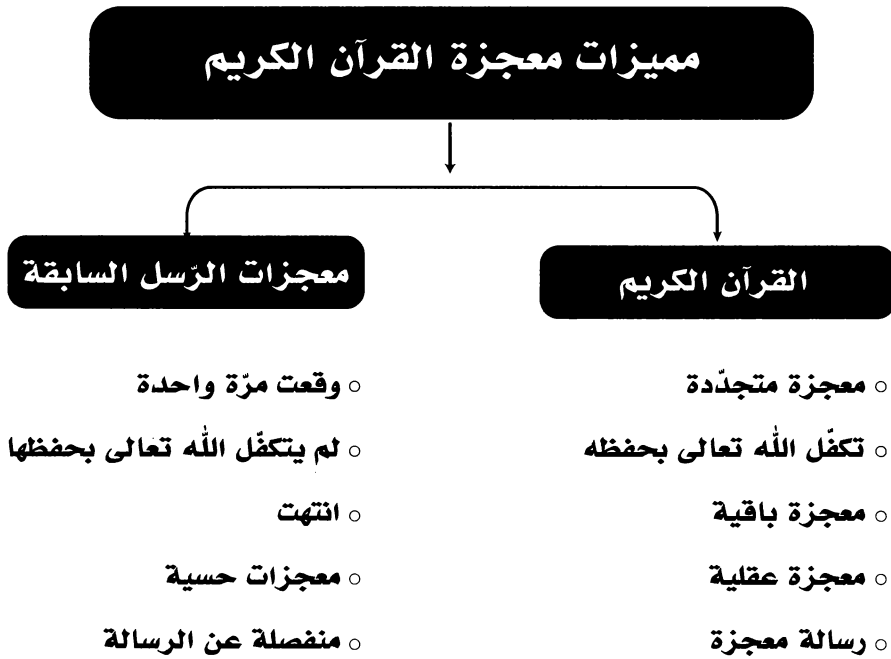 مميزات معجزة القرآن الكريم
القرآن الكريم
○ معجزة متجدّدة
○ تكفّل الله تعالى بحفظه
○ معجزة باقية
○ معجزة عقلية
○ رسالة معجزة
معجزات الرّسل السابقة
○ وقعت مرّة واحدة
○ لم يتكفّل الله تعالى بحفظها
○ انتهت
○ معجزات حسية
○ منفصلة عن الرسالة